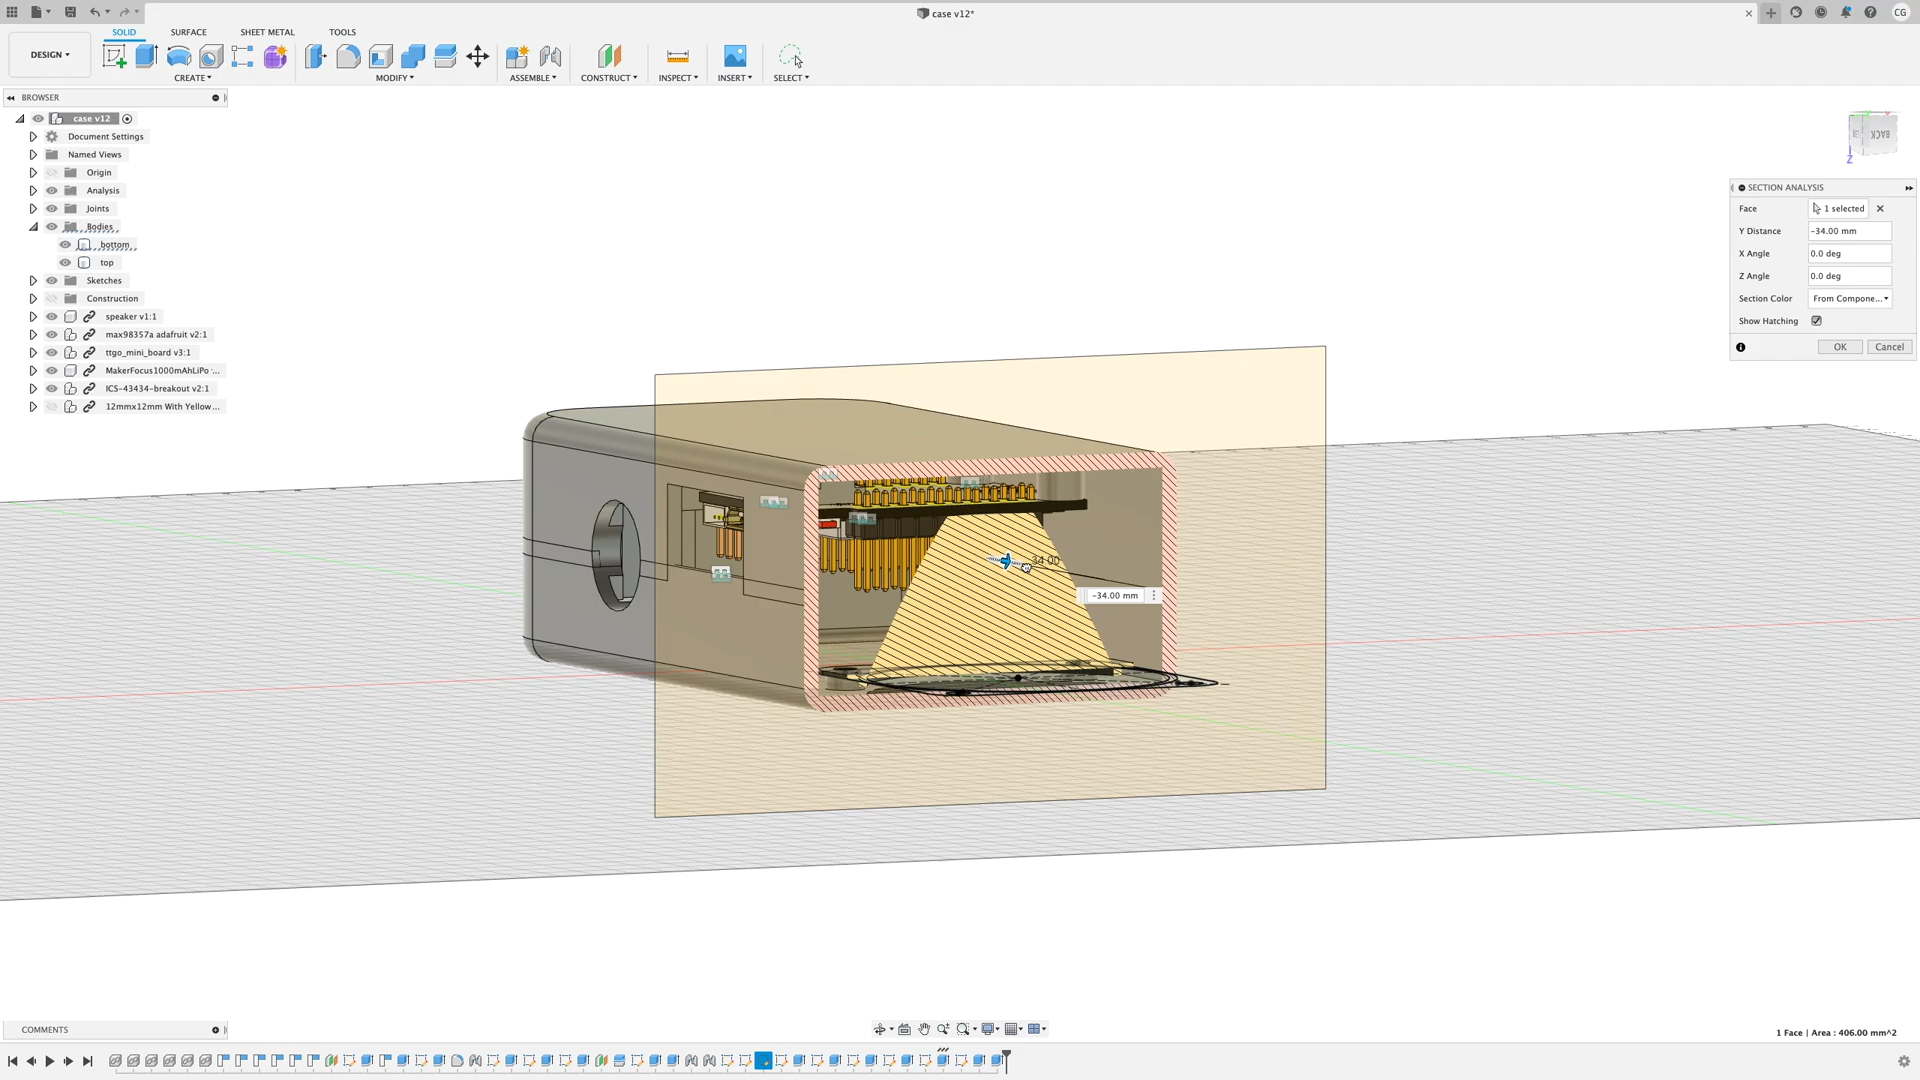 case v12*
CG
DESIGN
SOLID
SURFACE
SHEET METAL
TOOLS
CREATE
MODIFY
ASSEMBLE
CONSTRUCT
INSPECT
INSERT
SELECT
BROWSER
case v12
Document Settings
Named Views
Origin
Analysis
Joints
Bodies
bottom
top
Sketches
Construction
speaker v1:1
max98357a adafruit v2:1
ttgo_mini_board v3:1
MakerFocus1000mAhLiPo ...
ICS-43434-breakout v2:1
12mmx12mm With Yellow...
BACK
Z
SECTION ANALYSIS
Face
1 selected
Y Distance
-34.00 mm
X Angle
0.0 deg
Z Angle
0.0 deg
Section Color
From Compone...
Show Hatching
OK
Cancel
34.00
-34.00 mm
COMMENTS
1 Face | Area : 406.00 mm^2